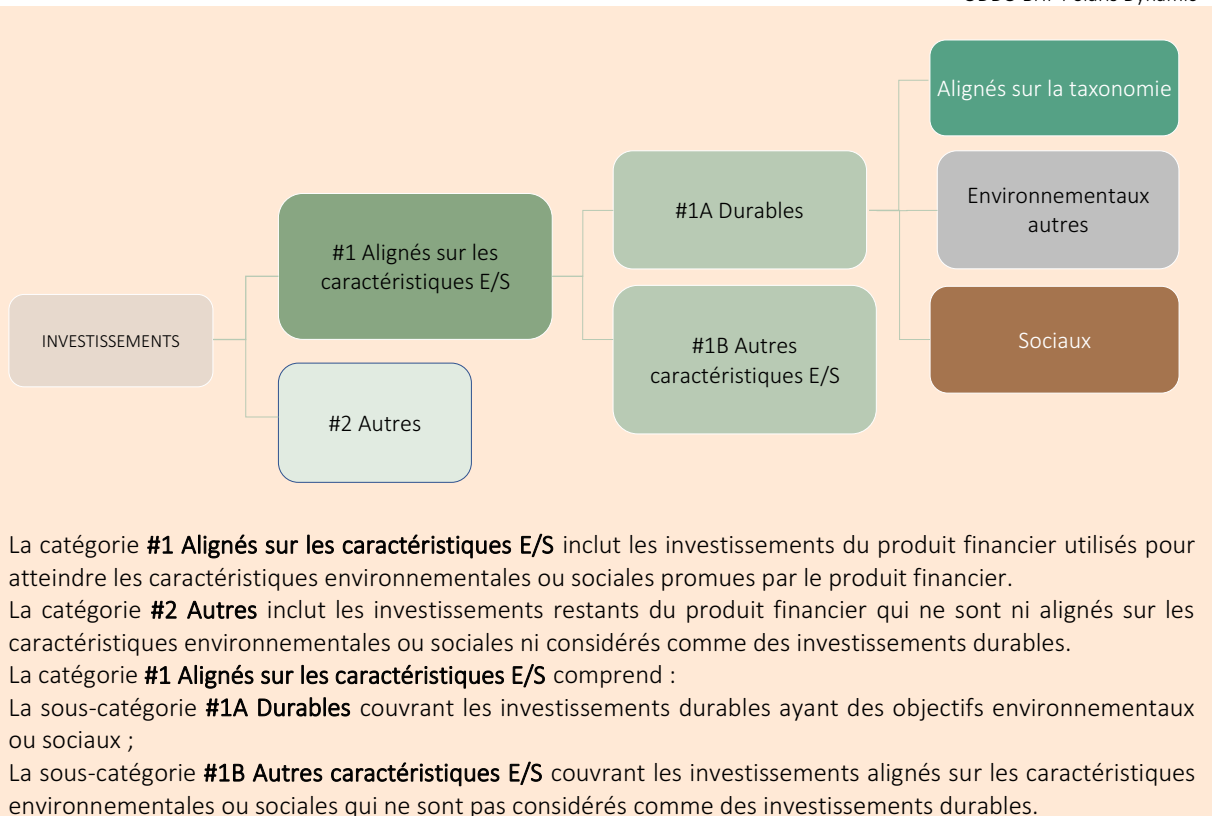 Alignés sur la taxonomie
Environnementaux
autres
#1A Durables
#1 Alignés sur les
caractéristiques E/S
INVESTISSEMENTS
#1B Autres
caractéristiques E/S
Sociaux
#2 Autres
La catégorie #1 Alignés sur les caractéristiques E/S inclut les investissements du produit financier utilisés pour
atteindre les caractéristiques environnementales ou sociales promues par le produit financier.
La catégorie #2 Autres inclut les investissements restants du produit financier qui ne sont ni alignés sur les
caractéristiques environnementales ou sociales ni considérés comme des investissements durables.
La catégorie #1 Alignés sur les caractéristiques E/S comprend :
La sous-catégorie #1A Durables couvrant les investissements durables ayant des objectifs environnementaux
ou sociaux ;
La sous-catégorie #1B Autres caractéristiques E/S couvrant les investissements alignés sur les caractéristiques
environnementales ou sociales qui ne sont pas considérés comme des investissements durables.